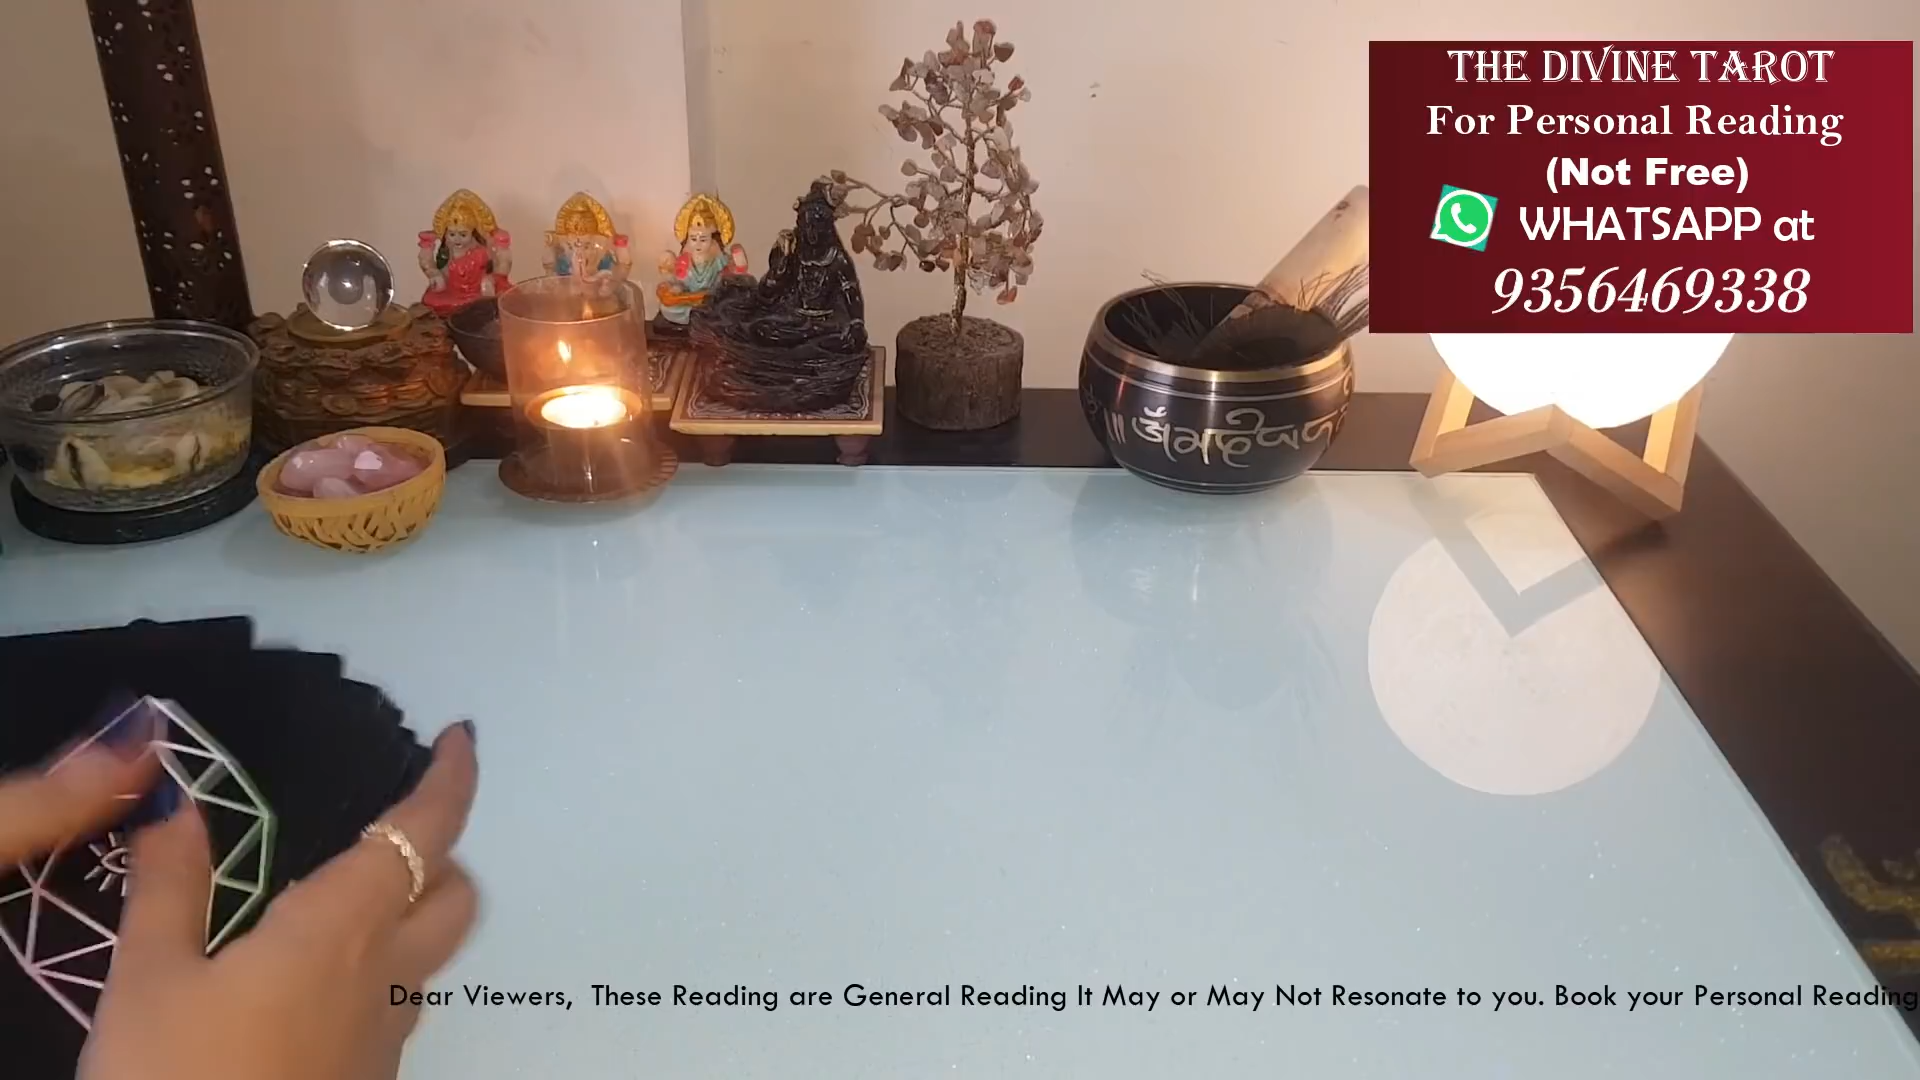 THE DIVINE TAROT
For Personal Reading
(Not Free)
WHATSAPP at
9356469338
Dear Viewers, These Reading are General Reading It May or May Not Resonate to you. Book your Personal Reading